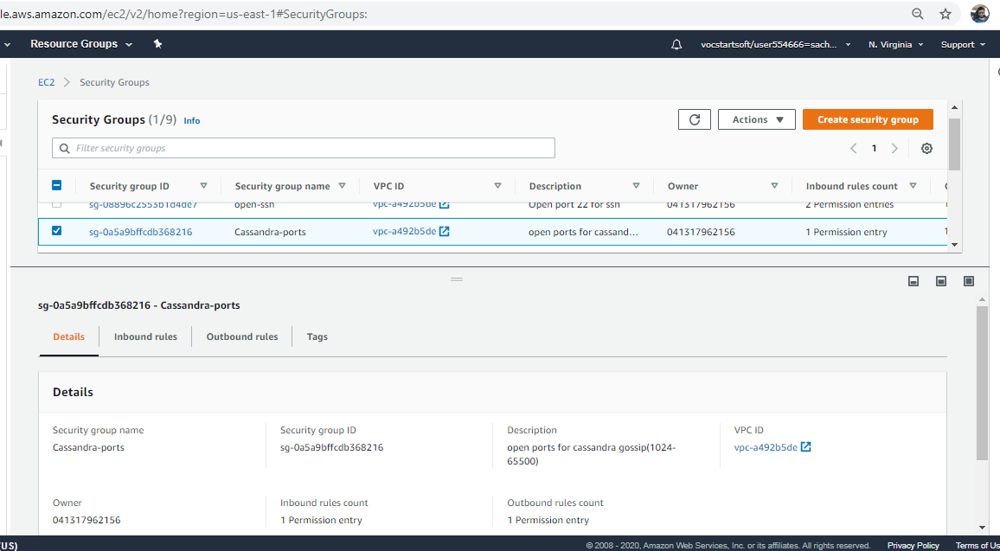 le.aws.amazon.com/ec2/v2/home?region=us-east-1#SecurityGroups:
Resource Groups
vocstartsoft/user554666=sach... N. Virginia Support
EC2 > Security Groups
Security Groups (1/9) Info
Actions
Create security group
Filter security groups
1
Security group ID Security group name VPC ID Description Owner Inbound rules count
sg-08896c2553b1d4de7 open-ssh vpc-a492b5de Open port 22 for ssh 041317962156 2 Permission entries
sg-0a5a9bffcdb368216 Cassandra-ports vpc-a492b5de open ports for cassand... 041317962156 1 Permission entry 1
sg-0a5a9bffcdb368216 - Cassandra-ports
Details Inbound rules Outbound rules Tags
Details
Security group name Security group ID Description VPC ID
Cassandra-ports sg-0a5a9bffcdb368216 open ports for cassandra gossip(1024- vpc-a492b5de
65500)
Owner Inbound rules count Outbound rules count
041317962156 1 Permission entry 1 Permission entry
US) © 2008 - 2020, Amazon Web Services, Inc. or its affiliates. All rights reserved. Privacy Policy Terms of Us